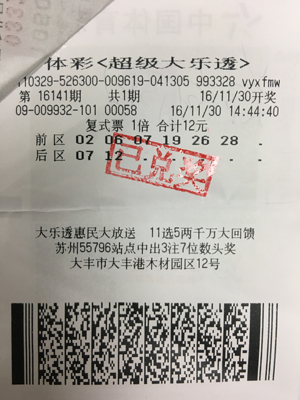 体彩<超级大乐透>
110329-526300-009619-041305 993328 vyxfmw
第 16141期 共1期 16/11/30开奖
09-009932-101 00058 16/11/30 14:44:40
复式票 1倍 合计12元
前区 02 06 07 19 26 28 .
后区 07 12 . . . . . .
已兑奖
大乐透惠民大放送 11选5两千万大回馈
苏州55796站点中出3注7位数头奖
大丰市大丰港木材园区12号